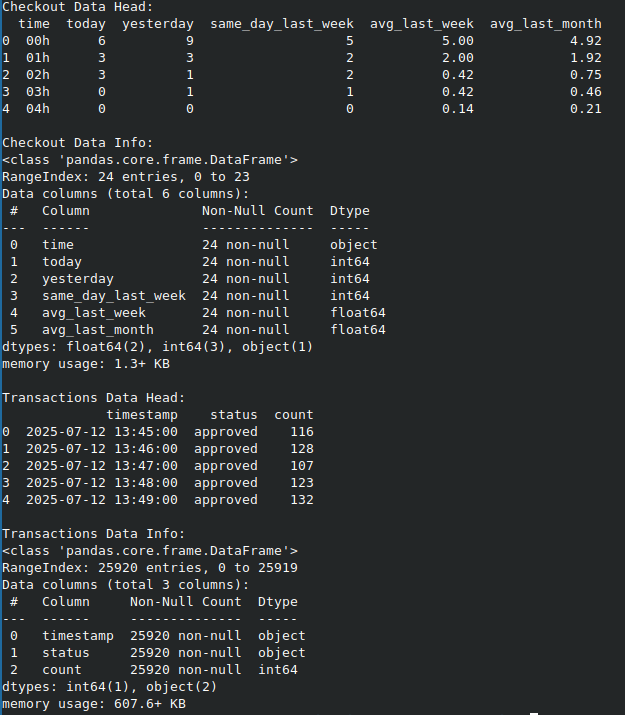 Checkout Data Head:
   time  today  yesterday  same_day_last_week  avg_last_week  avg_last_month
0  00h      6          9                   5           5.00            4.92
1  01h      3          3                   2           2.00            1.92
2  02h      3          1                   2           0.42            0.75
3  03h      0          1                   1           0.42            0.46
4  04h      0          0                   0           0.14            0.21

Checkout Data Info:
<class 'pandas.core.frame.DataFrame'>
RangeIndex: 24 entries, 0 to 23
Data columns (total 6 columns):
 #   Column              Non-Null Count  Dtype
---  ------              --------------  -----
 0   time                24 non-null     object
 1   today               24 non-null     int64
 2   yesterday           24 non-null     int64
 3   same_day_last_week  24 non-null     int64
 4   avg_last_week       24 non-null     float64
 5   avg_last_month      24 non-null     float64
dtypes: float64(2), int64(3), object(1)
memory usage: 1.3+ KB

Transactions Data Head:
             timestamp    status  count
0  2025-07-12 13:45:00  approved    116
1  2025-07-12 13:46:00  approved    128
2  2025-07-12 13:47:00  approved    107
3  2025-07-12 13:48:00  approved    123
4  2025-07-12 13:49:00  approved    132

Transactions Data Info:
<class 'pandas.core.frame.DataFrame'>
RangeIndex: 25920 entries, 0 to 25919
Data columns (total 3 columns):
 #   Column     Non-Null Count  Dtype
---  ------     --------------  -----
 0   timestamp  25920 non-null  object
 1   status     25920 non-null  object
 2   count      25920 non-null  int64
dtypes: int64(1), object(2)
memory usage: 607.6+ KB